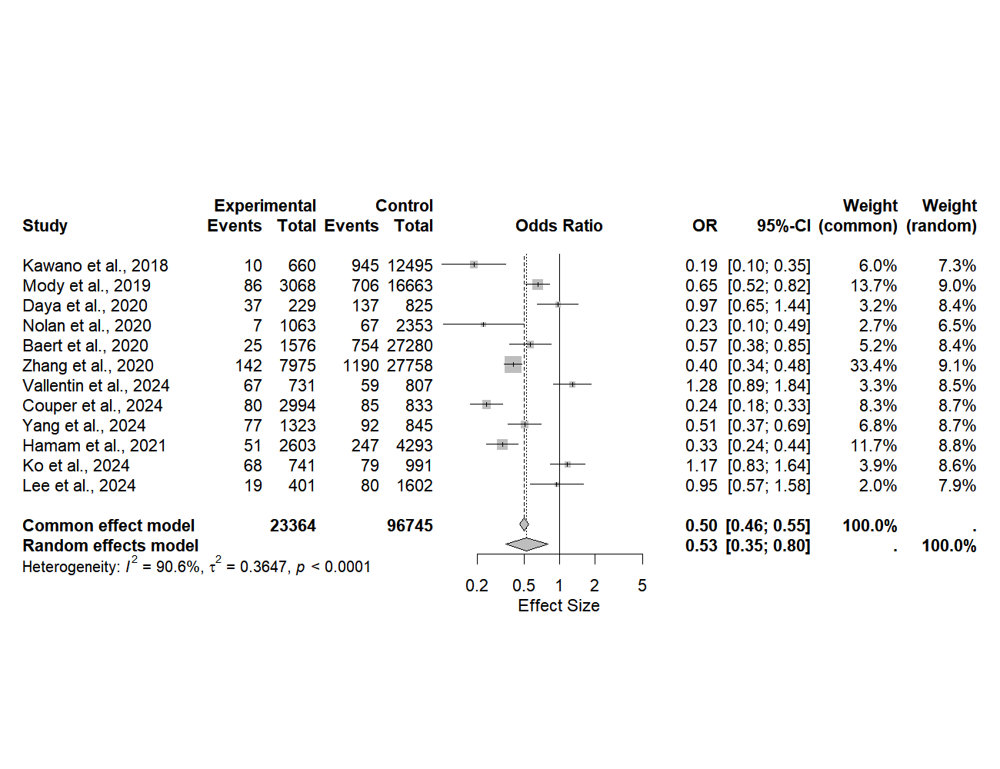 Experimental Control Weight Weight
Study Events Total Events Total Odds Ratio OR 95%-CI (common) (random)
Kawano et al., 2018 10 660 945 12495 0.19 [0.10; 0.35] 6.0% 7.3%
Mody et al., 2019 86 3068 706 16663 0.65 [0.52; 0.82] 13.7% 9.0%
Daya et al., 2020 37 229 137 825 0.97 [0.65; 1.44] 3.2% 8.4%
Nolan et al., 2020 7 1063 67 2353 0.23 [0.10; 0.49] 2.7% 6.5%
Baert et al., 2020 25 1576 754 27280 0.57 [0.38; 0.85] 5.2% 8.4%
Zhang et al., 2020 142 7975 1190 27758 0.40 [0.34; 0.48] 33.4% 9.1%
Vallentin et al., 2024 67 731 59 807 1.28 [0.89; 1.84] 3.3% 8.5%
Couper et al., 2024 80 2994 85 833 0.24 [0.18; 0.33] 8.3% 8.7%
Yang et al., 2024 77 1323 92 845 0.51 [0.37; 0.69] 6.8% 8.7%
Hamam et al., 2021 51 2603 247 4293 0.33 [0.24; 0.44] 11.7% 8.8%
Ko et al., 2024 68 741 79 991 1.17 [0.83; 1.64] 3.9% 8.6%
Lee et al., 2024 19 401 80 1602 0.95 [0.57; 1.58] 2.0% 7.9%
Common effect model 23364 96745 0.50 [0.46; 0.55] 100.0% .
Random effects model 0.53 [0.35; 0.80] . 100.0%
Heterogeneity: I² = 90.6%, τ² = 0.3647, p < 0.0001
0.2 0.5 1 2 5
Effect Size